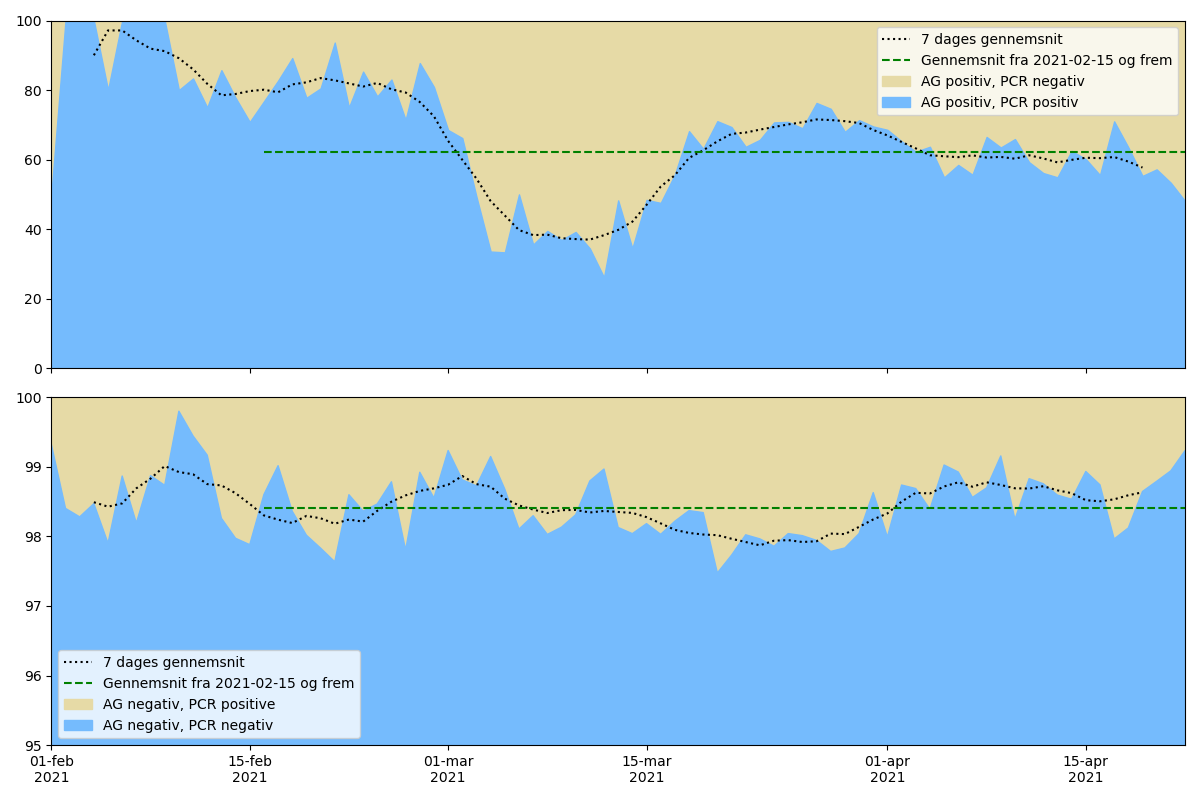 100
80
60
40
20
0
7 dages gennemsnit
Gennemsnit fra 2021-02-15 og frem
AG positiv, PCR negativ
AG positiv, PCR positiv
100
99
98
97
96
95
7 dages gennemsnit
Gennemsnit fra 2021-02-15 og frem
AG negativ, PCR positive
AG negativ, PCR negativ
01-feb 15-feb 01-mar 15-mar 01-apr 15-apr
2021 2021 2021 2021 2021 2021